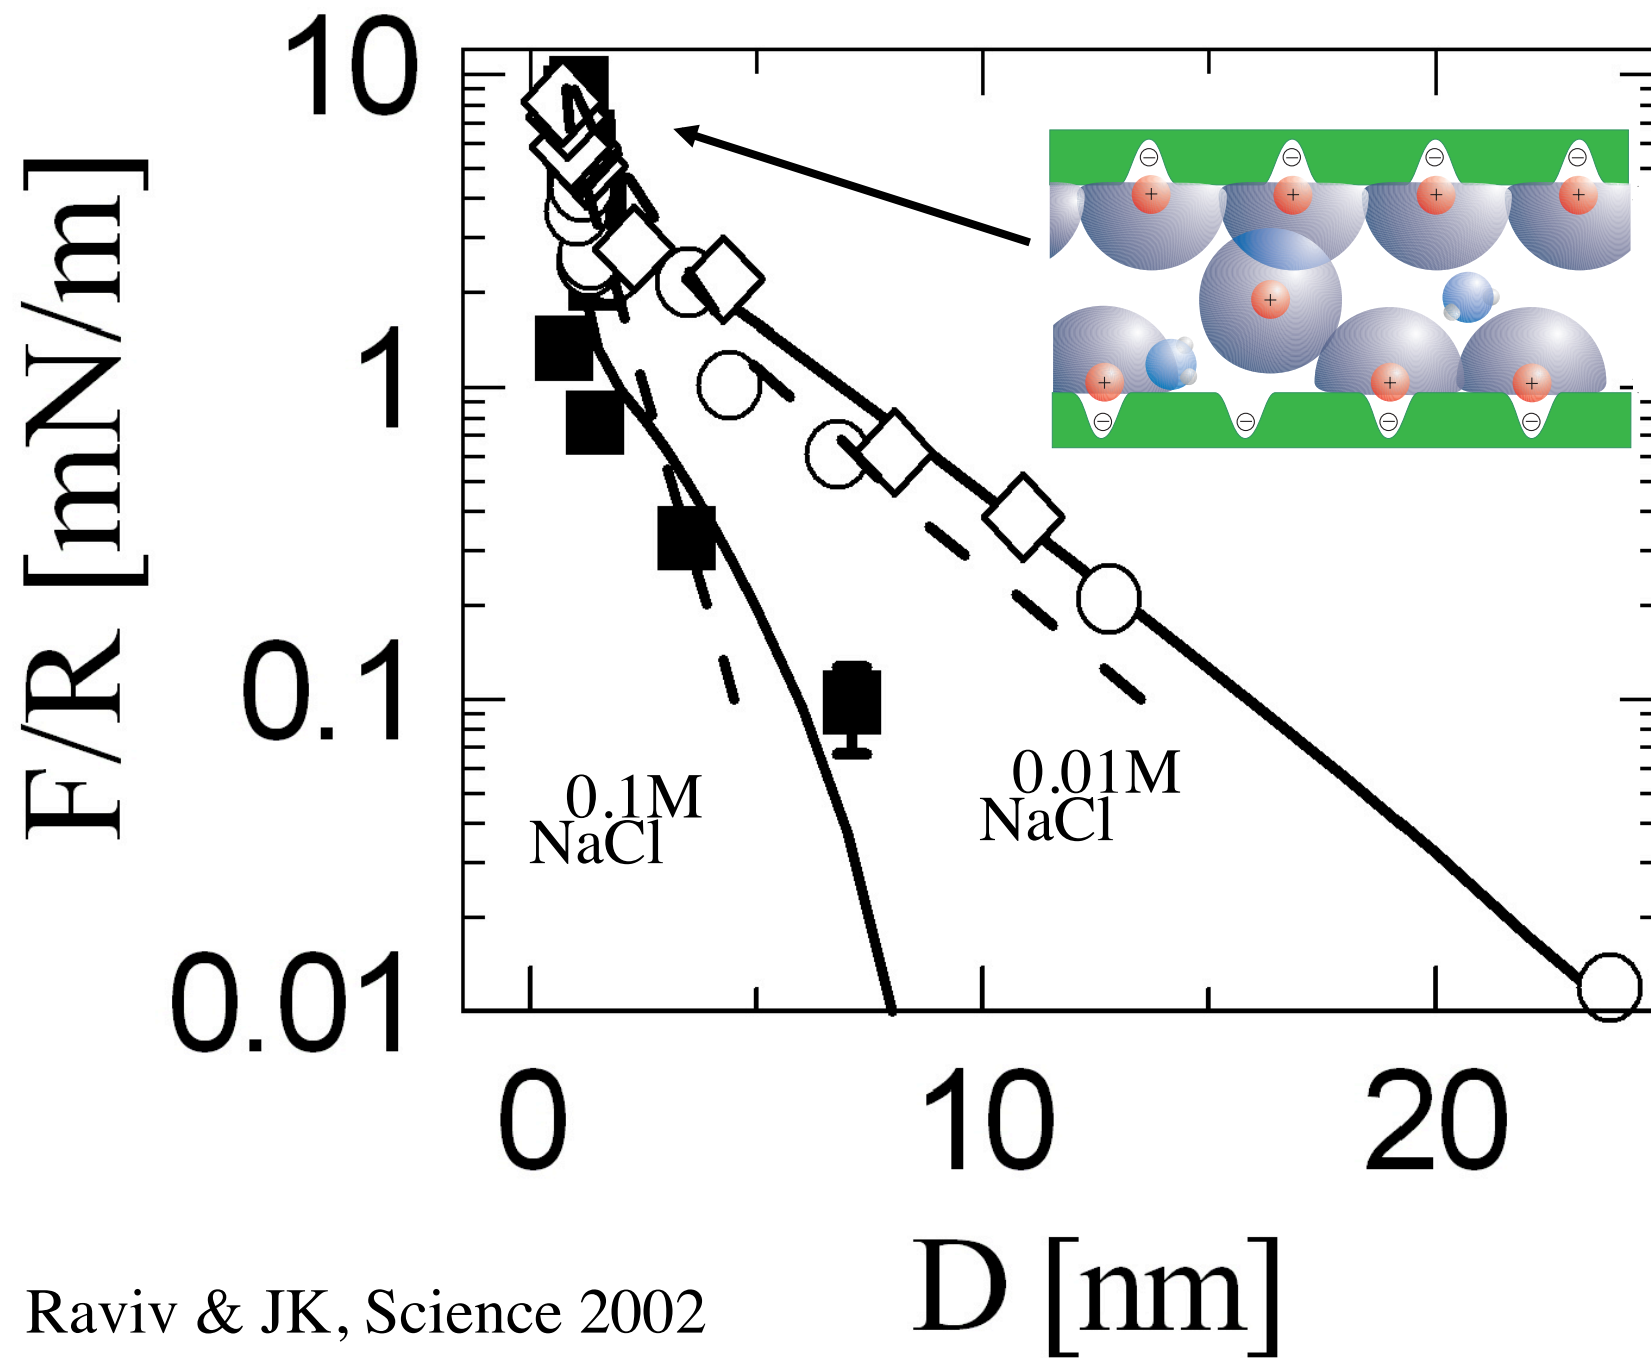 10
1
0.1
0.01
F/R [mN/m]
+ + + +
+
+ + +
0.1M
NaCl
0.01M
NaCl
0 10 20
D [nm]
Raviv & JK, Science 2002